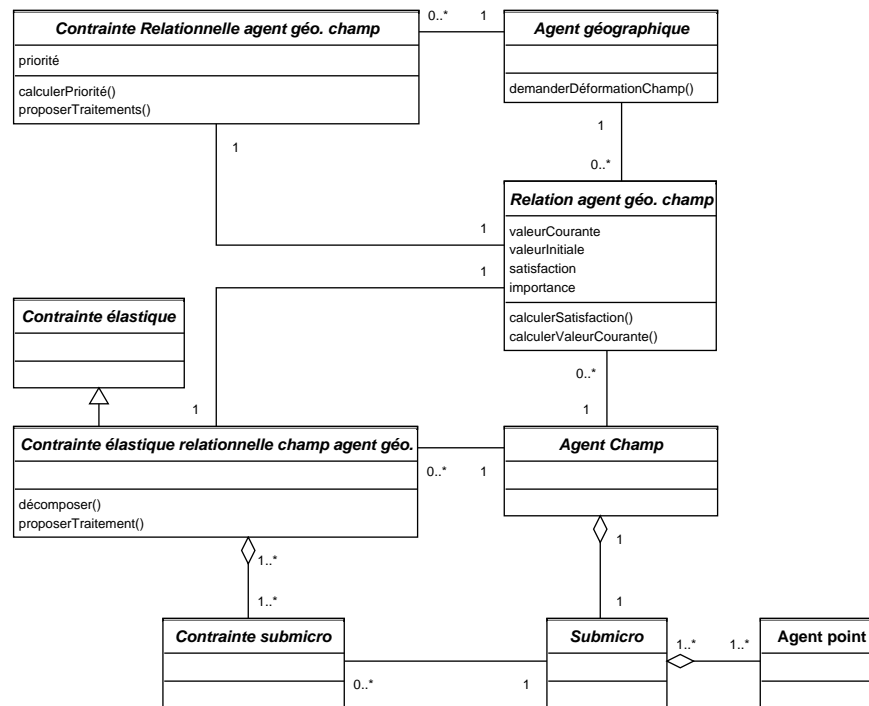 Contrainte Relationnelle agent géo. champ
priorité
calculerPriorité()
proposerTraitements()
0..*
1
Agent géographique
demanderDéformationChamp()
1
1
0..*
Relation agent géo. champ
valeurCourante
valeurInitiale
satisfaction
importance
calculerSatisfaction()
calculerValeurCourante()
1
1
Contrainte élastique
0..*
1
1
Contrainte élastique relationnelle champ agent géo.
décomposer()
proposerTraitement()
0..*
1
Agent Champ
1..*
1
1..*
1
Contrainte submicro
0..*
1
Submicro
1..*
1..*
Agent point